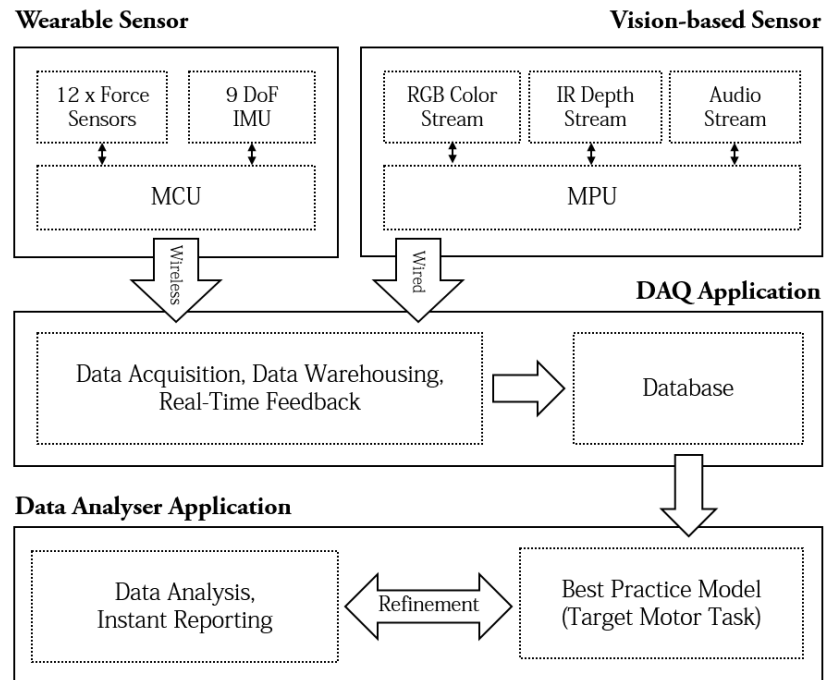 Wearable Sensor
Vision-based Sensor
12 x Force
Sensors
9 DoF
IMU
RGB Color
Stream
IR Depth
Stream
Audio
Stream
MCU
MPU
Wireless
Wired
DAQ Application
Data Acquisition, Data Warehousing,
Real-Time Feedback
Database
Data Analyser Application
Data Analysis,
Instant Reporting
Refinement
Best Practice Model
(Target Motor Task)